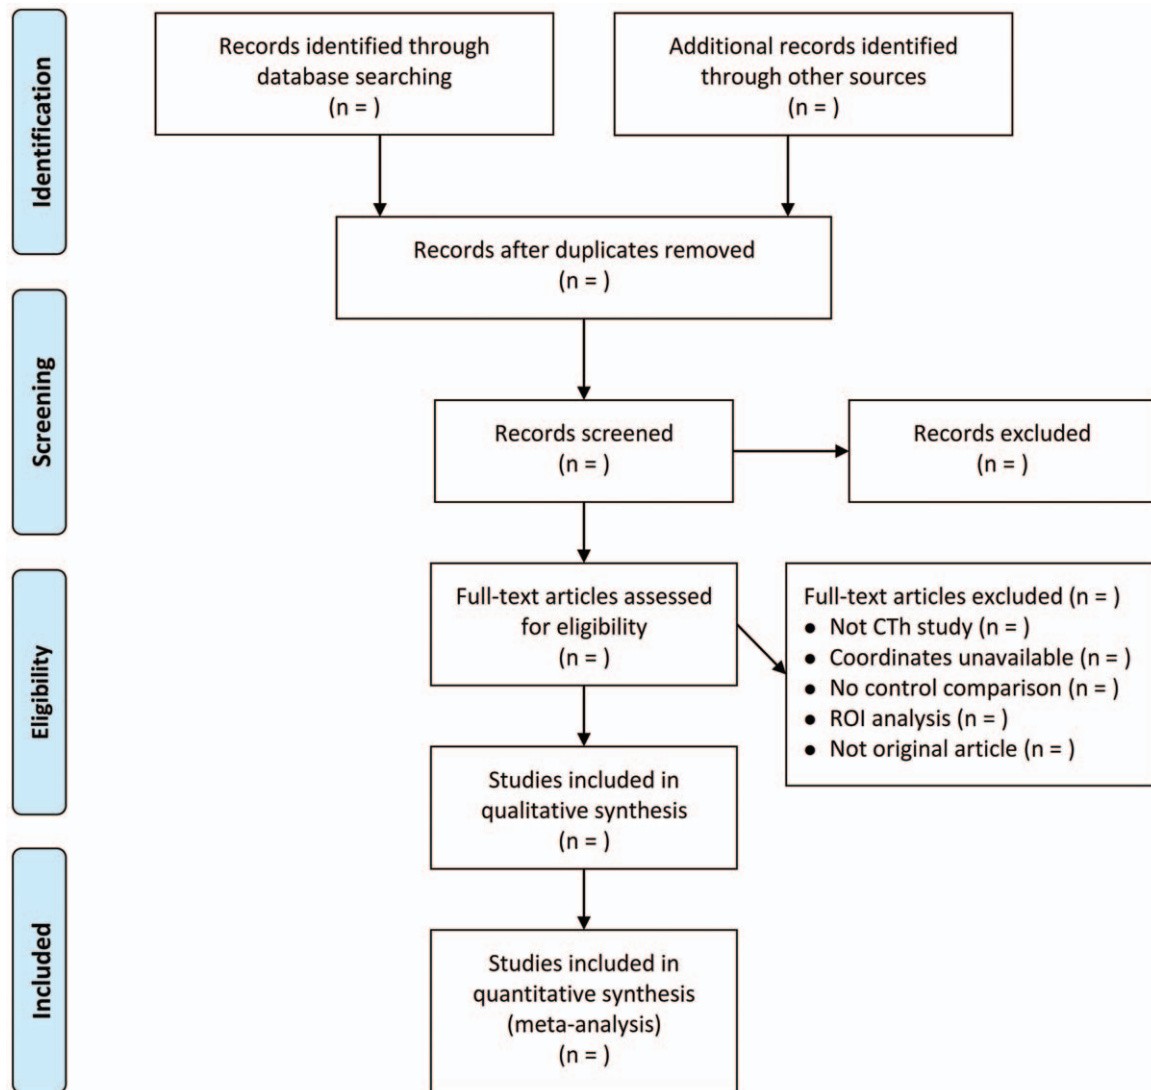 Identification
Records identified through
database searching
(n = )
Additional records identified
through other sources
(n = )
Records after duplicates removed
(n = )
Screening
Records screened
(n = )
Records excluded
(n = )
Eligibility
Full-text articles assessed
for eligibility
(n = )
Full-text articles excluded (n = )
● Not CTh study (n = )
● Coordinates unavailable (n = )
● No control comparison (n = )
● ROI analysis (n = )
● Not original article (n = )
Studies included in
qualitative synthesis
(n = )
Included
Studies included in
quantitative synthesis
(meta-analysis)
(n = )